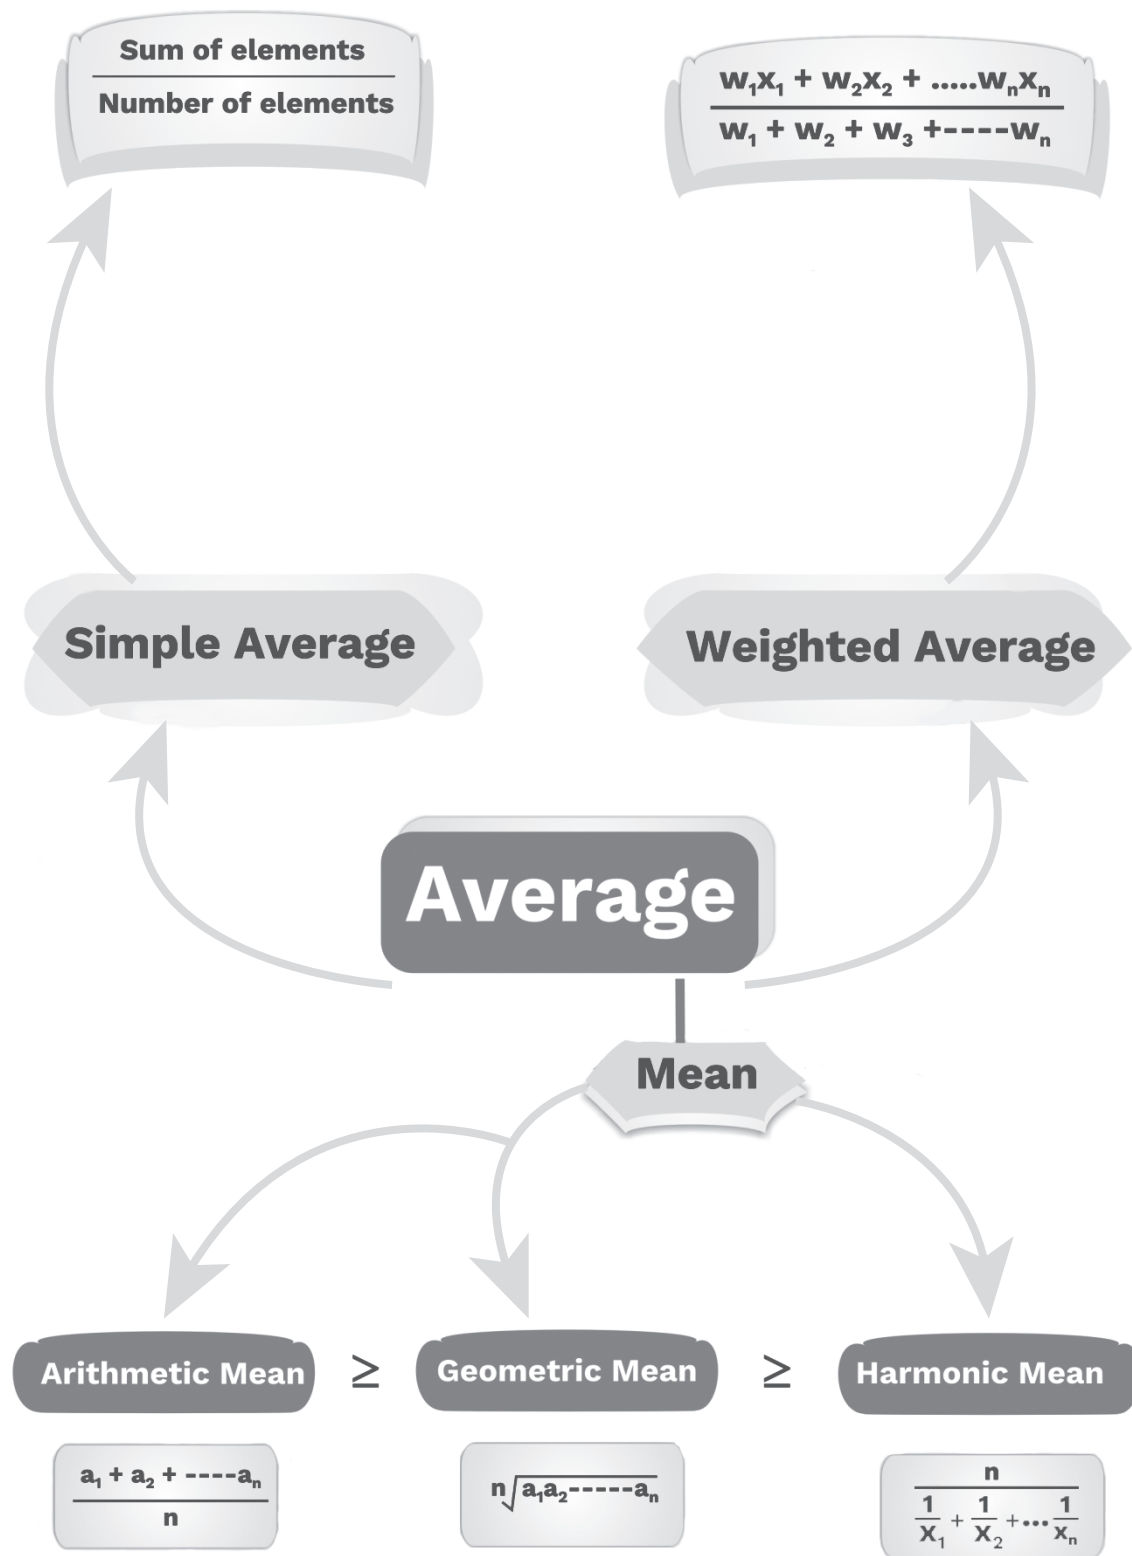 Sum of elements
Number of elements
w₁x₁ + w₂x₂ + .....wₙxₙ
w₁ + w₂ + w₃ +----wₙ
Simple Average
Weighted Average
Average
Mean
Arithmetic Mean ≥ Geometric Mean ≥ Harmonic Mean
a₁ + a₂ + ----aₙ
n
n√a₁a₂-----aₙ
n
1/X₁ + 1/X₂ +... 1/xₙ